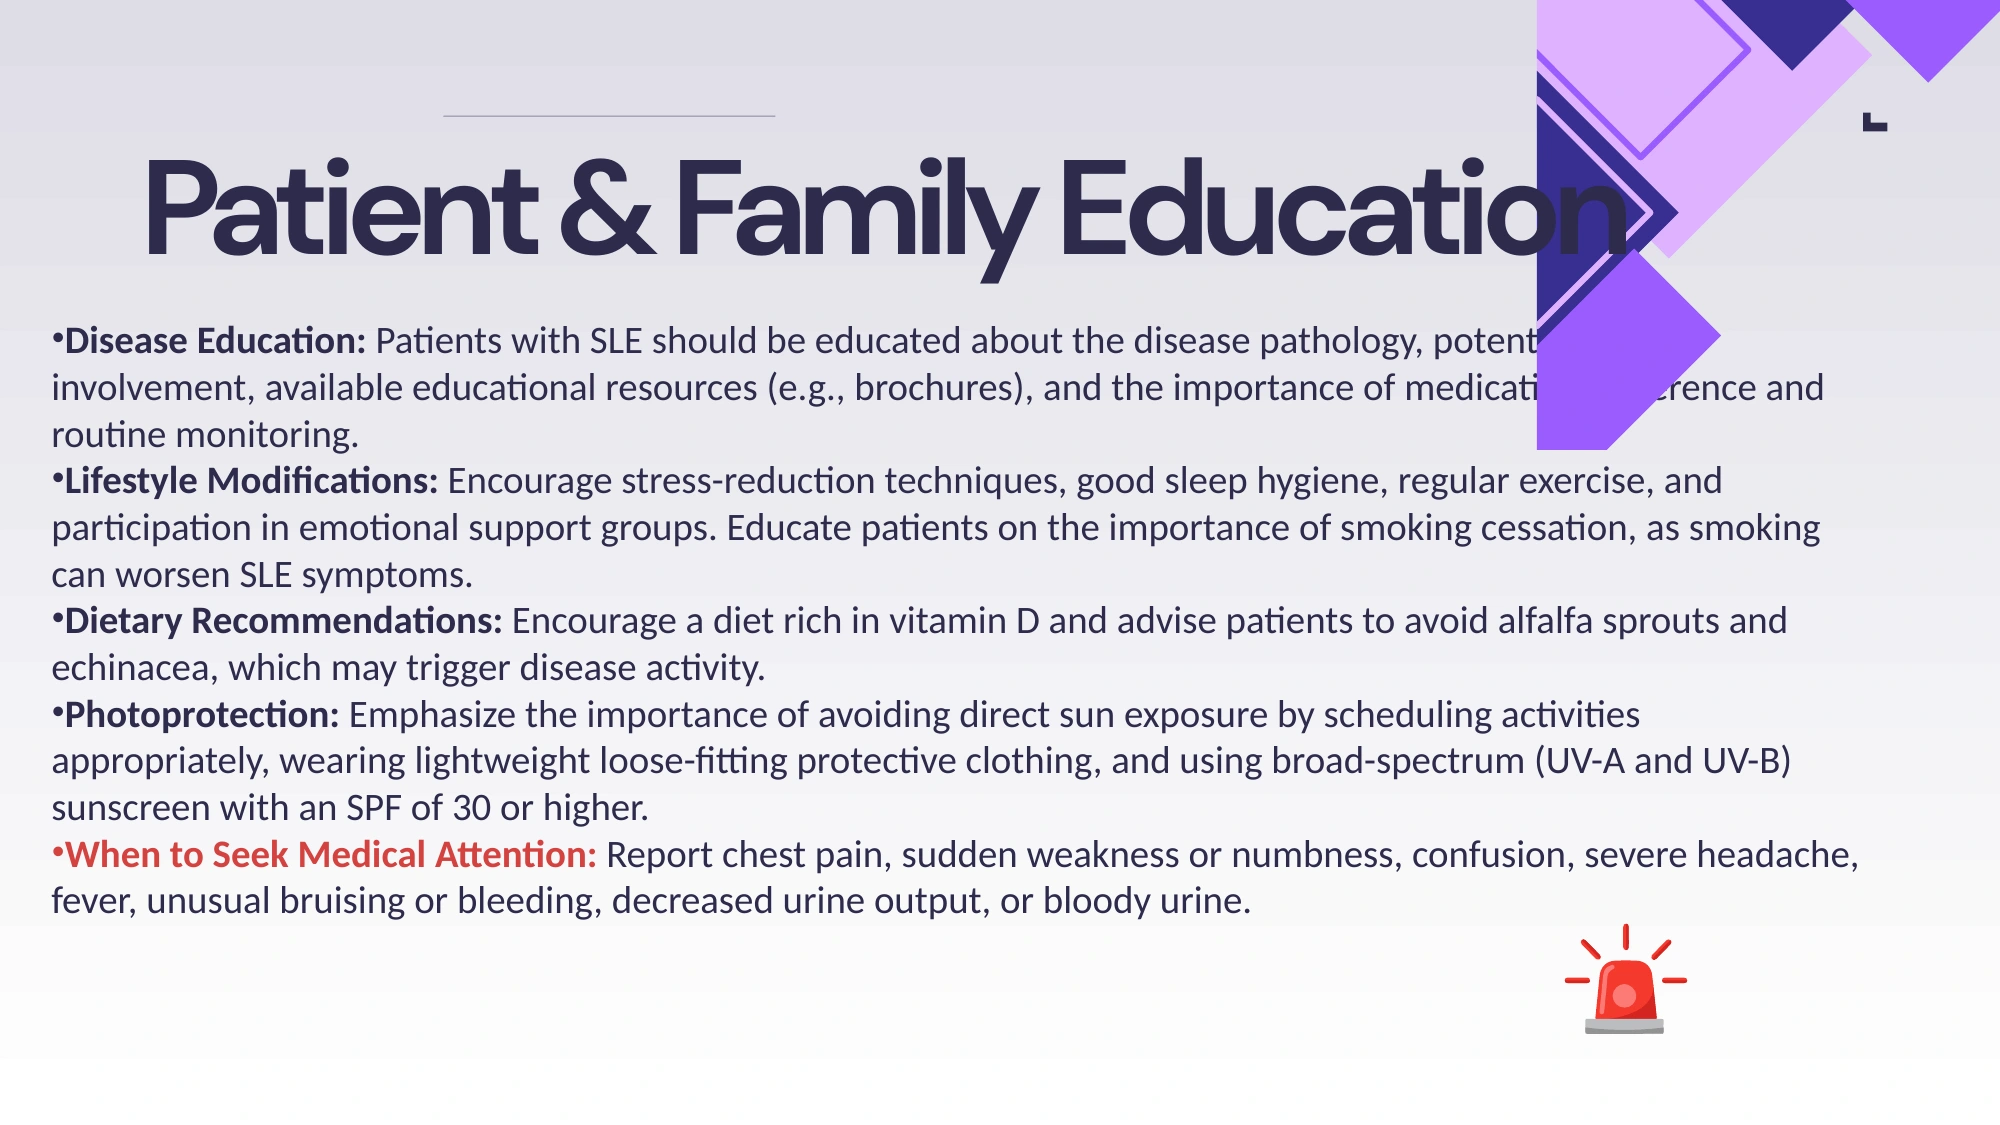 Patient & Family Education
•Disease Education: Patients with SLE should be educated about the disease pathology,
involvement, available educational resources (e.g., brochures), and the importance of and
routine monitoring.
•Lifestyle Modifications: Encourage stress-reduction techniques, good sleep hygiene, regular exercise, and
participation in emotional support groups. Educate patients on the importance of smoking cessation, as smoking
can worsen SLE symptoms.
•Dietary Recommendations: Encourage a diet rich in vitamin D and advise patients to avoid alfalfa sprouts and
echinacea, which may trigger disease activity.
•Photoprotection: Emphasize the importance of avoiding direct sun exposure by scheduling activities
appropriately, wearing lightweight loose-fitting protective clothing, and using broad-spectrum (UV-A and UV-B)
sunscreen with an SPF of 30 or higher.
•When to Seek Medical Attention: Report chest pain, sudden weakness or numbness, confusion, severe headache,
fever, unusual bruising or bleeding, decreased urine output, or bloody urine.